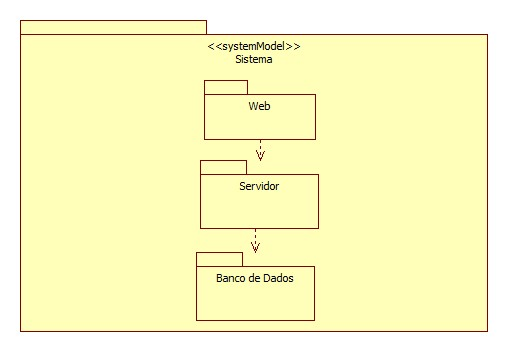 <<systemModel>>
Sistema
Web
Servidor
Banco de Dados